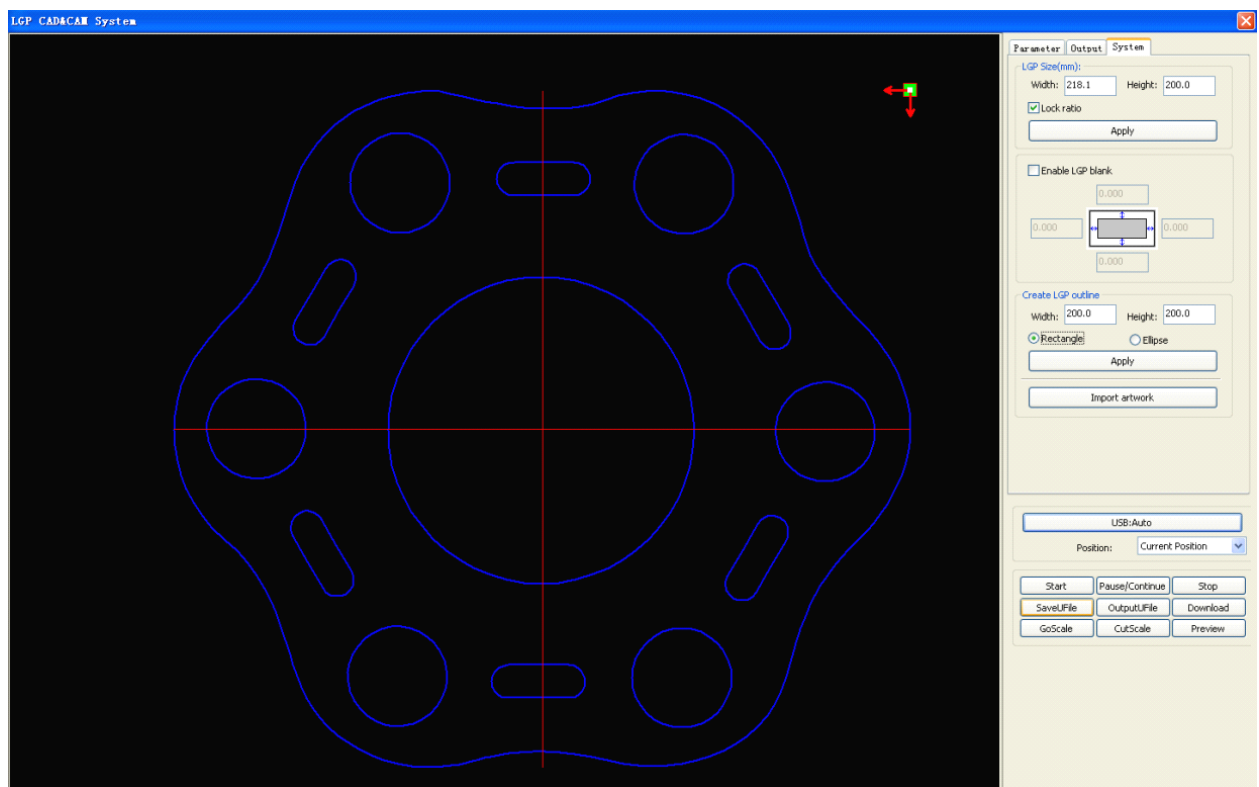 LGP CAD&CAM System
Parameter Output System
LGP Size(mm):
Width: 218.1 Height: 200.0
Lock ratio
Apply
Enable LGP blank
0.000
0.000 0.000
0.000
Create LGP outline
Width: 200.0 Height: 200.0
Rectangle Ellipse
Apply
Import artwork
USB:Auto
Position: Current Position
Start Pause/Continue Stop
SaveUFile OutputUFile Download
GoScale CutScale Preview